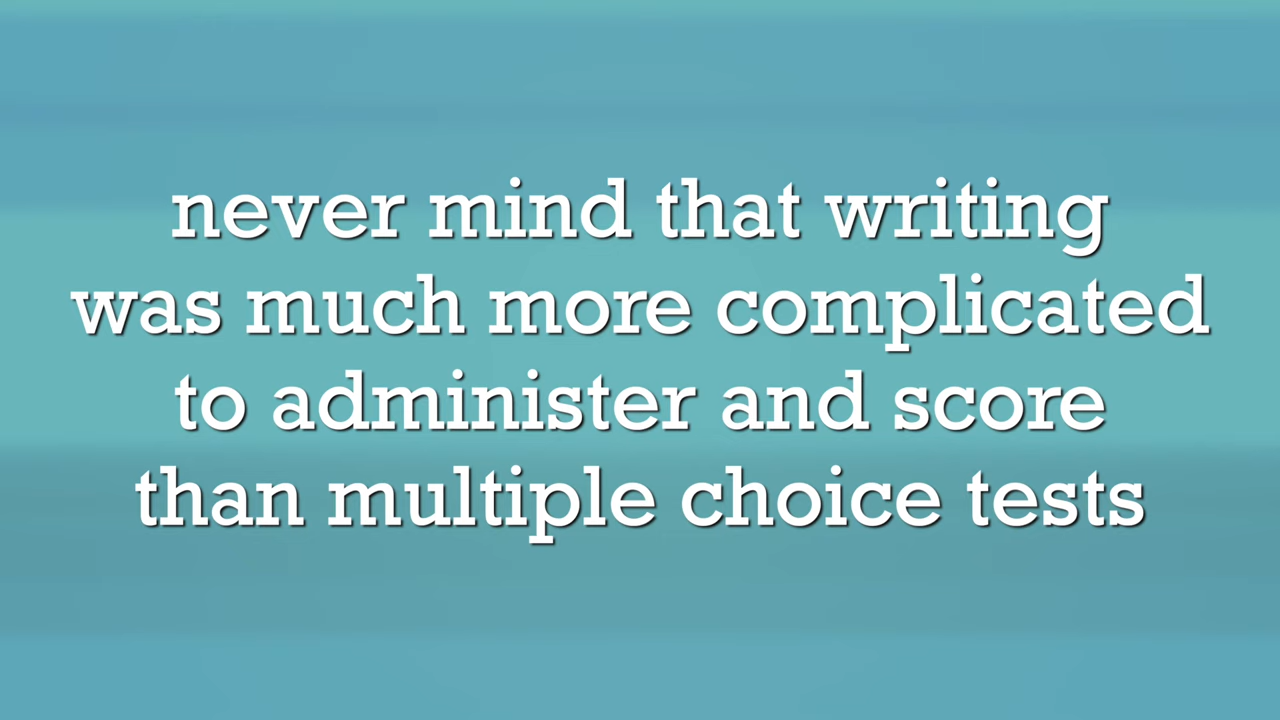 never mind that writing
was much more complicated
to administer and score
than multiple choice tests